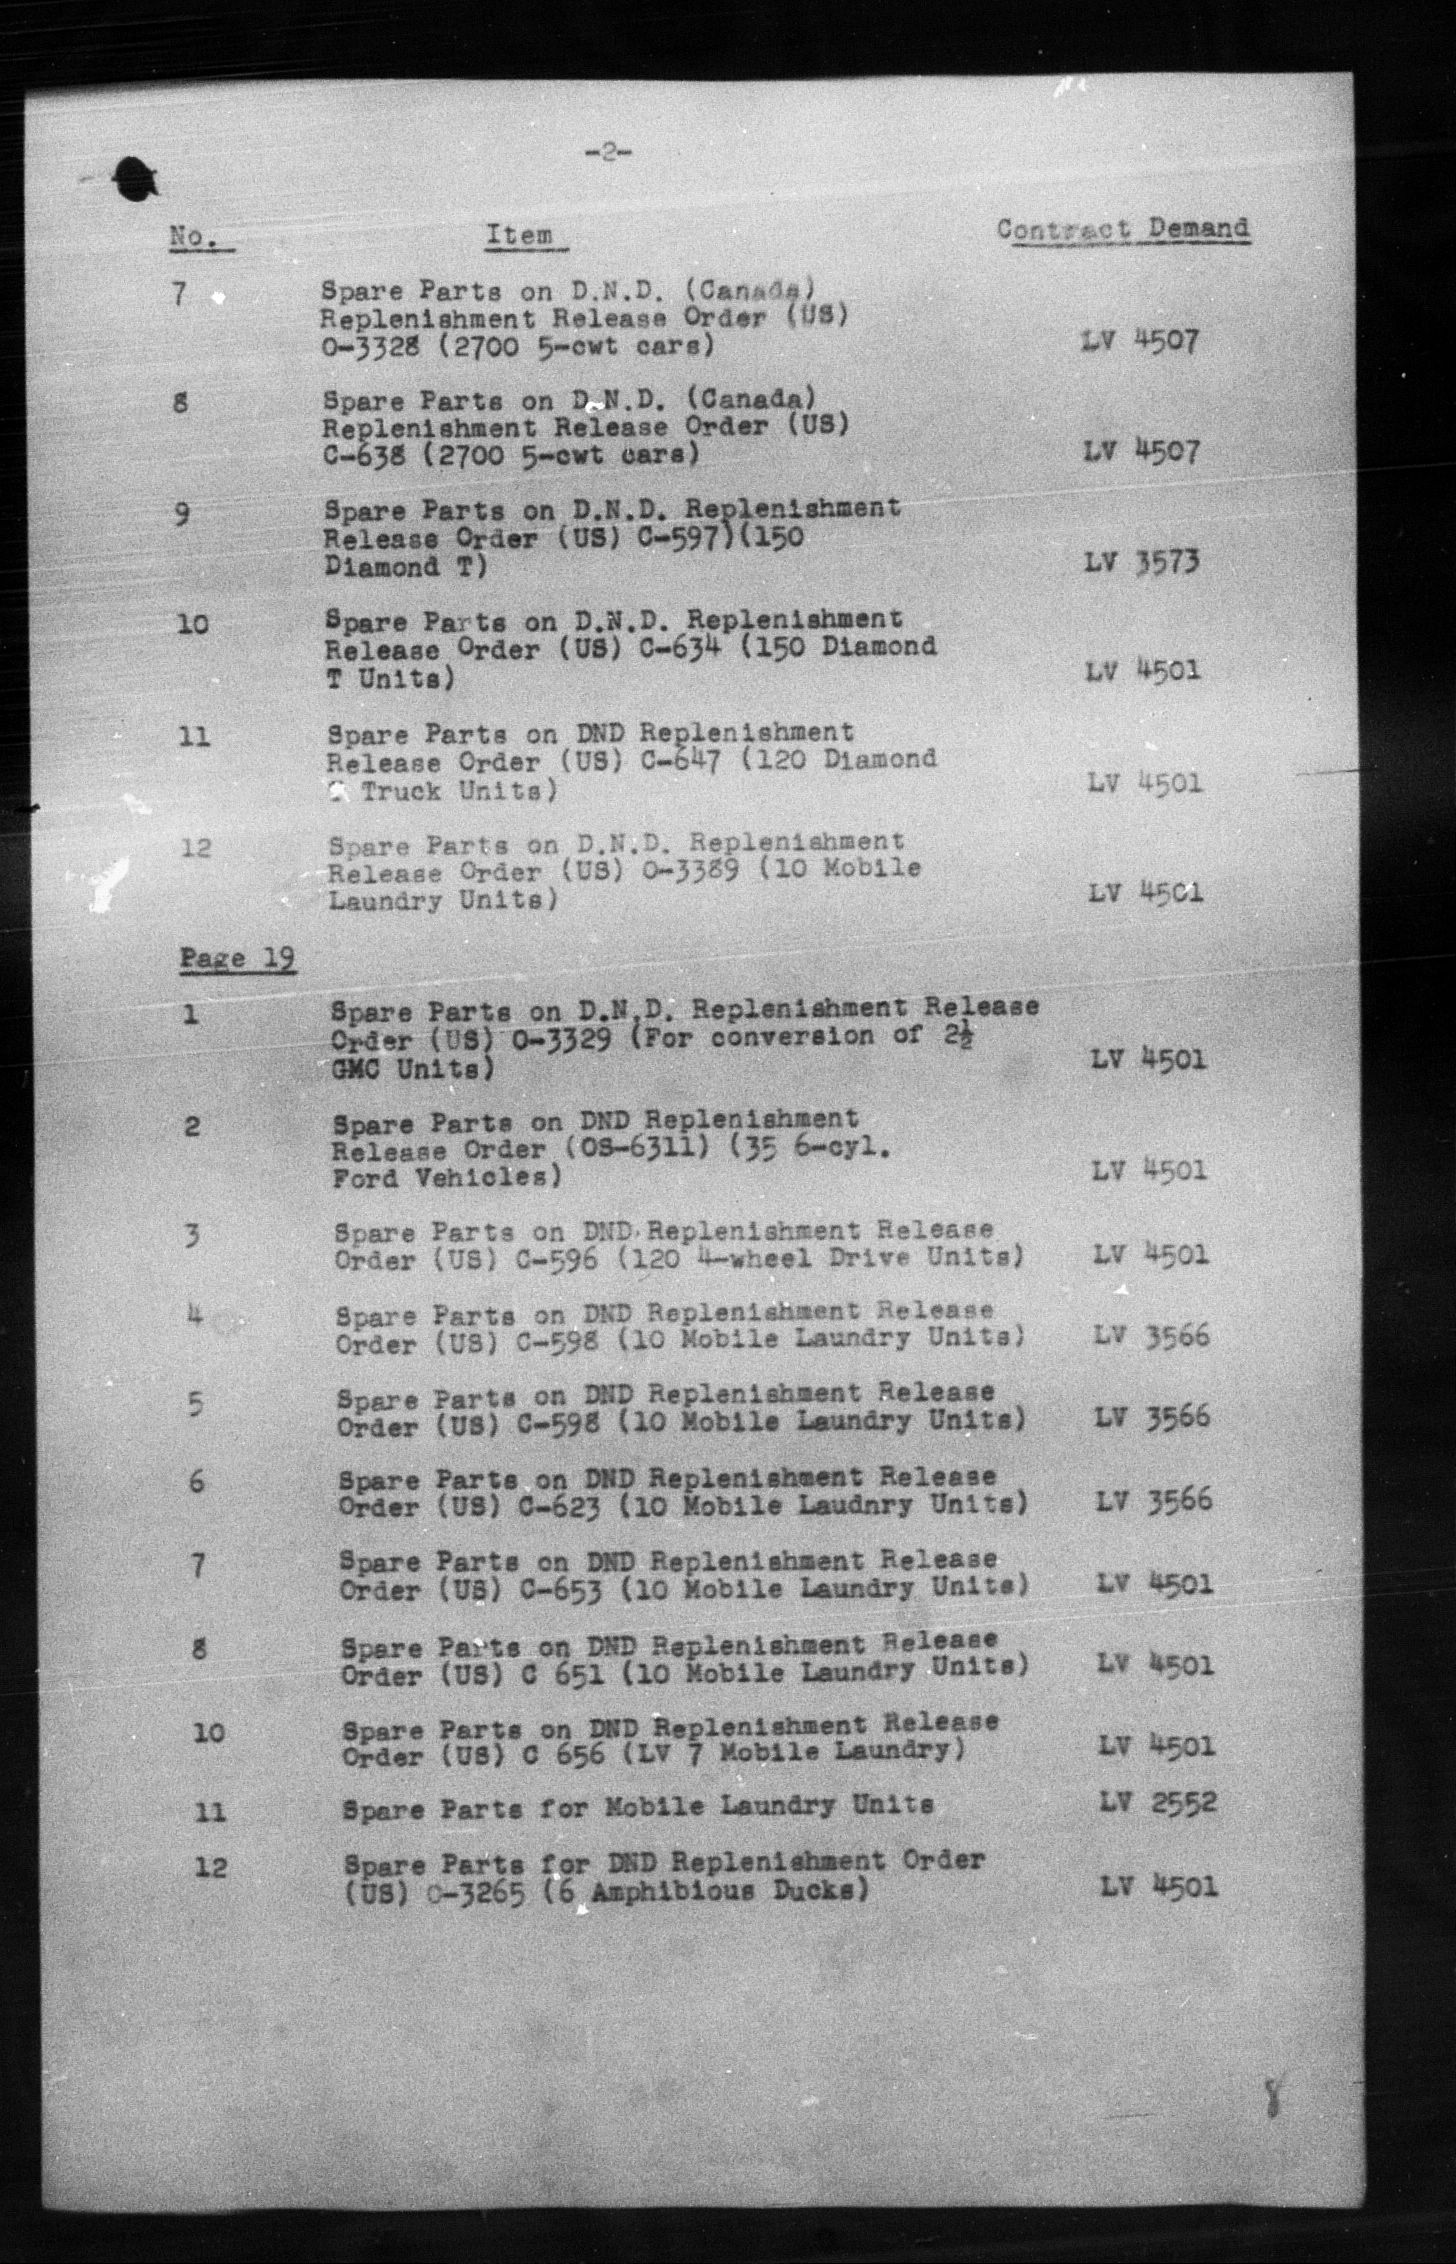 -2-
No. Item Contract Demand
7 Spare Parts on D.N.D. (Canada)
Replenishment Release Order (US)
O-3328 (2700 5-cwt cars) LV 4507
8 Spare Parts on D.N.D. (Canada)
Replenishment Release Order (US)
C-638 (2700 5-cwt cars) LV 4507
9 Spare Parts on D.N.D. Replenishment
Release Order (US) C-597)(150
Diamond T) LV 3573
10 Spare Parts on D.N.D. Replenishment
Release Order (US) C-634 (150 Diamond
T Units) LV 4501
11 Spare Parts on DND Replenishment
Release Order (US) C-647 (120 Diamond
Truck Units) LV 4501
12 Spare Parts on D.N.D. Replenishment
Release Order (US) O-3389 (10 Mobile
Laundry Units) LV 4501
Page 19
1 Spare Parts on D.N.D. Replenishment Release
Order (US) O-3329 (For conversion of 2½
GMC Units) LV 4501
2 Spare Parts on DND Replenishment
Release Order (OS-6311) (35 6-cyl.
Ford Vehicles) LV 4501
3 Spare Parts on DND Replenishment Release
Order (US) C-596 (120 4-wheel Drive Units) LV 4501
4 Spare Parts on DND Replenishment Release
Order (US) C-598 (10 Mobile Laundry Units) LV 3566
5 Spare Parts on DND Replenishment Release
Order (US) C-598 (10 Mobile Laundry Units) LV 3566
6 Spare Parts on DND Replenishment Release
Order (US) C-623 (10 Mobile Laudnry Units) LV 3566
7 Spare Parts on DND Replenishment Release
Order (US) C-653 (10 Mobile Laundry Units) LV 4501
8 Spare Parts on DND Replenishment Release
Order (US) C 651 (10 Mobile Laundry Units) LV 4501
10 Spare Parts on DND Replenishment Release
Order (US) C 656 (LV 7 Mobile Laundry) LV 4501
11 Spare Parts for Mobile Laundry Units LV 2552
12 Spare Parts for DND Replenishment Order
(US) O-3265 (6 Amphibious Ducks) LV 4501
8